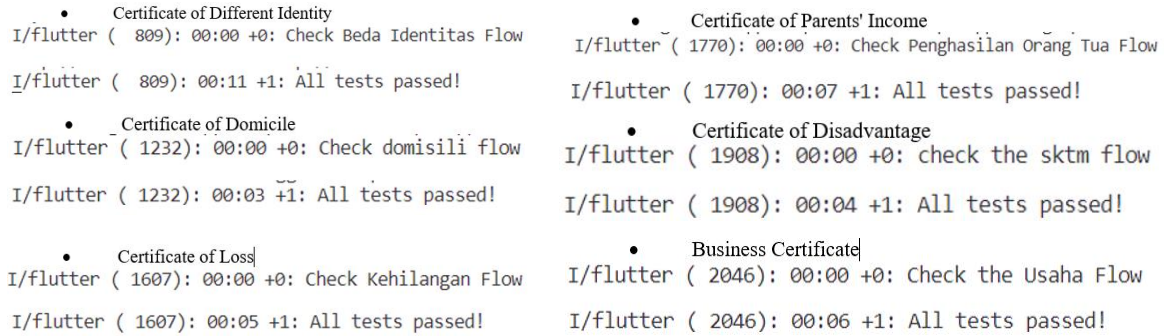 • Certificate of Different Identity
I/flutter (  809): 00:00 +0: Check Beda Identitas Flow
I/flutter (  809): 00:11 +1: All tests passed!
• Certificate of Domicile
I/flutter ( 1232): 00:00 +0: Check domisili flow
I/flutter ( 1232): 00:03 +1: All tests passed!
• Certificate of Loss
I/flutter ( 1607): 00:00 +0: Check Kehilangan Flow
I/flutter ( 1607): 00:05 +1: All tests passed!
• Certificate of Parents' Income
I/flutter ( 1770): 00:00 +0: Check Penghasilan Orang Tua Flow
I/flutter ( 1770): 00:07 +1: All tests passed!
• Certificate of Disadvantage
I/flutter ( 1908): 00:00 +0: check the sktm flow
I/flutter ( 1908): 00:04 +1: All tests passed!
• Business Certificate
I/flutter ( 2046): 00:00 +0: Check the Usaha Flow
I/flutter ( 2046): 00:06 +1: All tests passed!